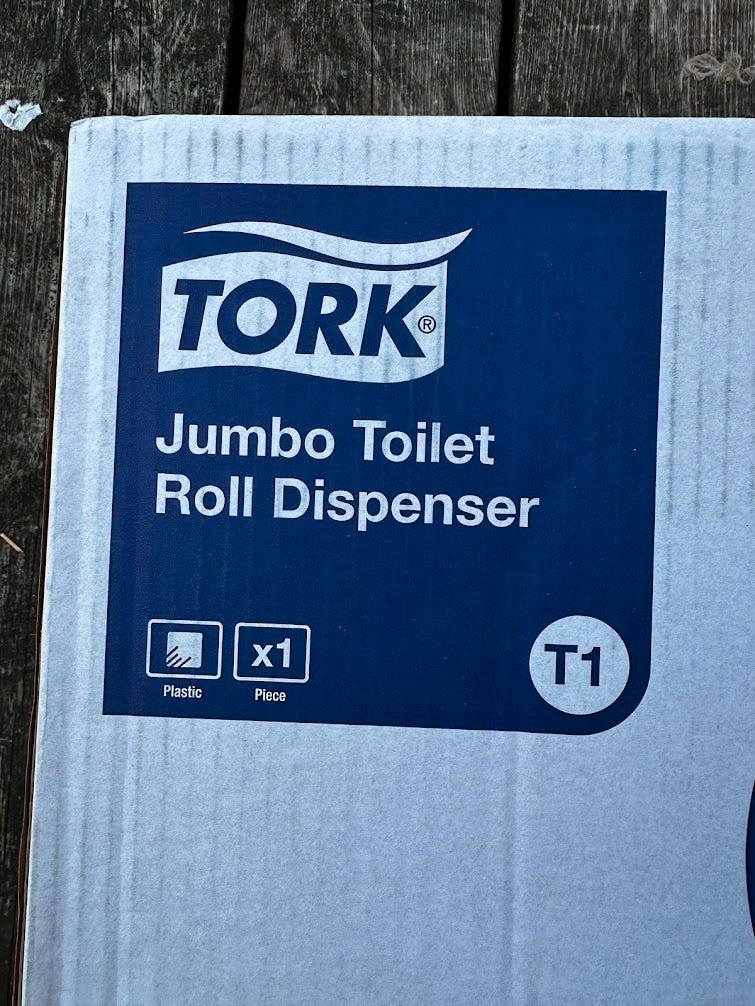 TORK®
Jumbo Toilet
Roll Dispenser
x1
Plastic
Piece
T1